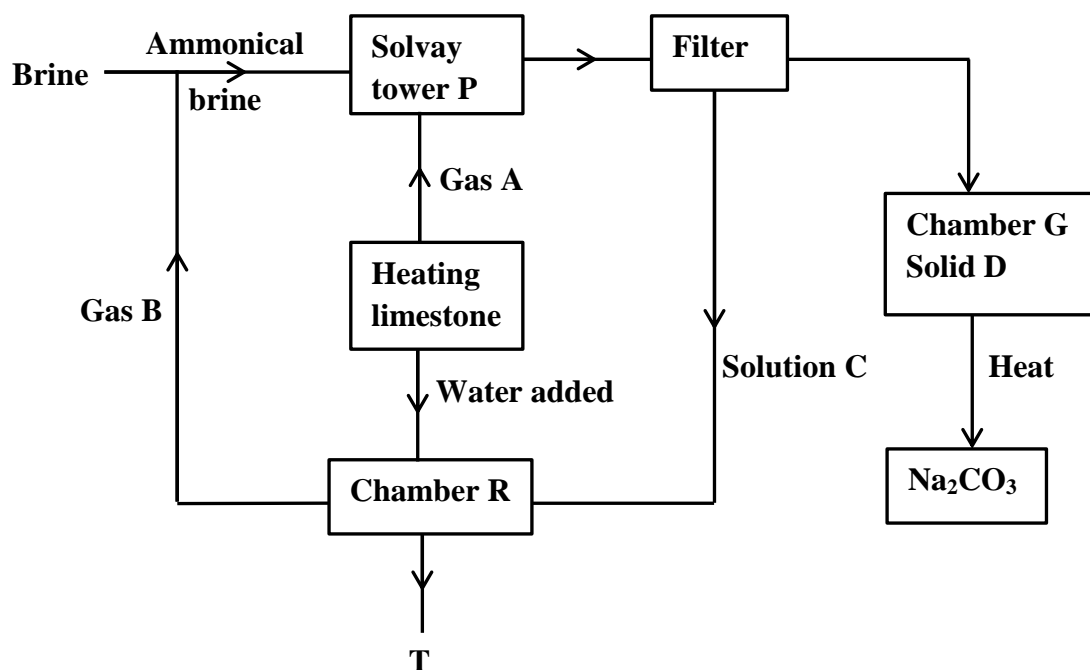 Ammonical
Brine
brine
Solvay
tower P
Filter
Gas A
Chamber G
Solid D
Heating
limestone
Gas B
Solution C
Heat
Water added
Chamber R
Na₂CO₃
T